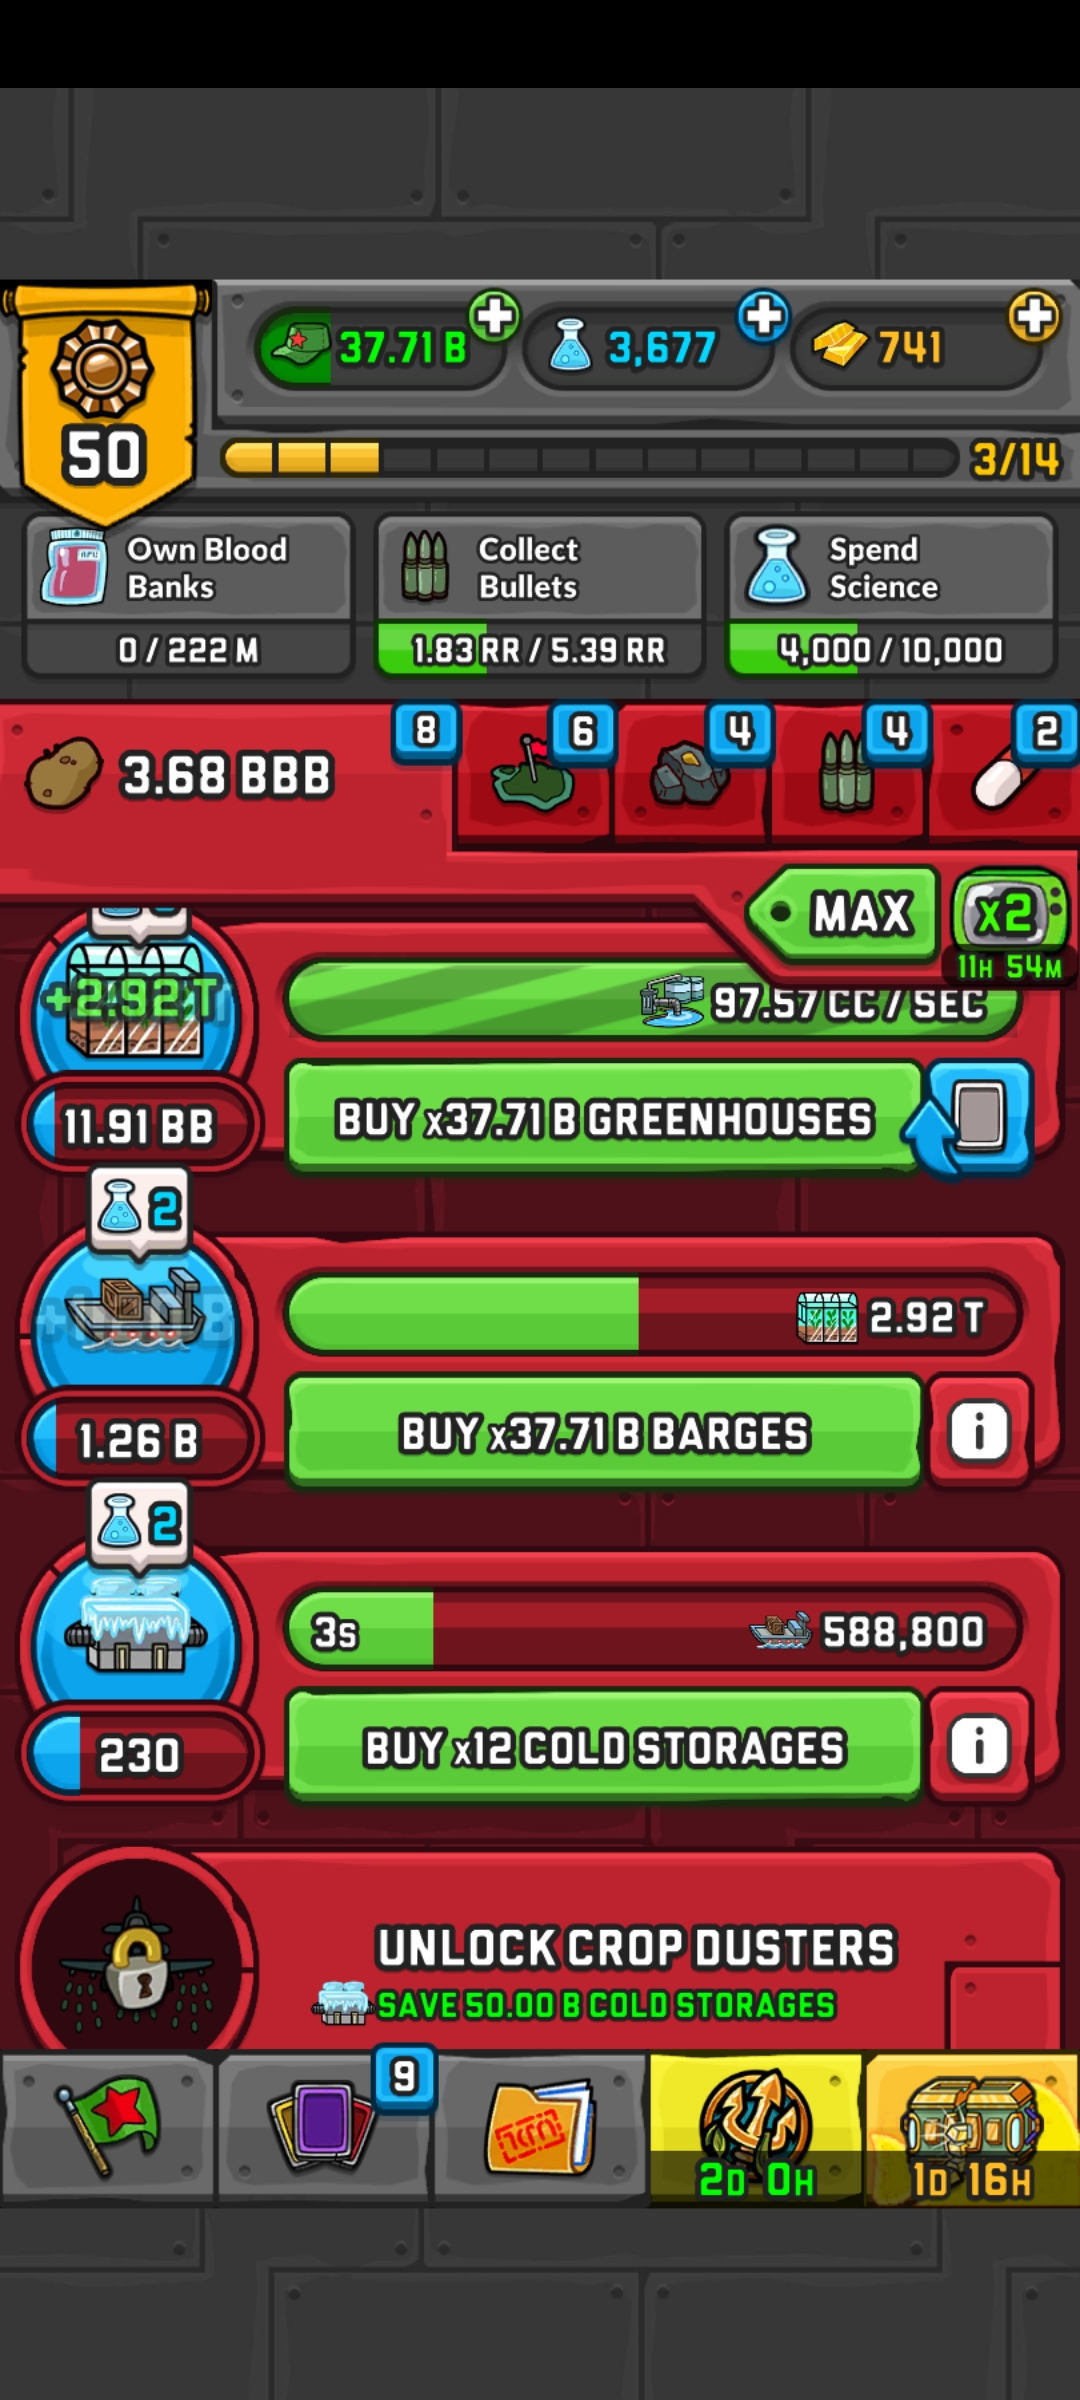 37.71 B
3,677
741
50
3/14
Own Blood
Banks
0 / 222 M
Collect
Bullets
1.83 RR / 5.39 RR
Spend
Science
4,000 / 10,000
3.68 BBB
8
6
4
4
2
MAX
x2
11H 54M
+2.92 T
97.57 CC / SEC
11.91 BB
BUY x37.71 B GREENHOUSES
2
2.92 T
1.26 B
BUY x37.71 B BARGES
2
3s
588,800
230
BUY x12 COLD STORAGES
UNLOCK CROP DUSTERS
SAVE 50.00 B COLD STORAGES
9
2D 0H
1D 16H